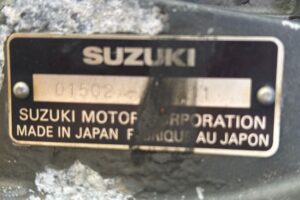 SUZUKI
01502-
SUZUKI MOTOR CORPORATION
MADE IN JAPAN FABRIQUE AU JAPON